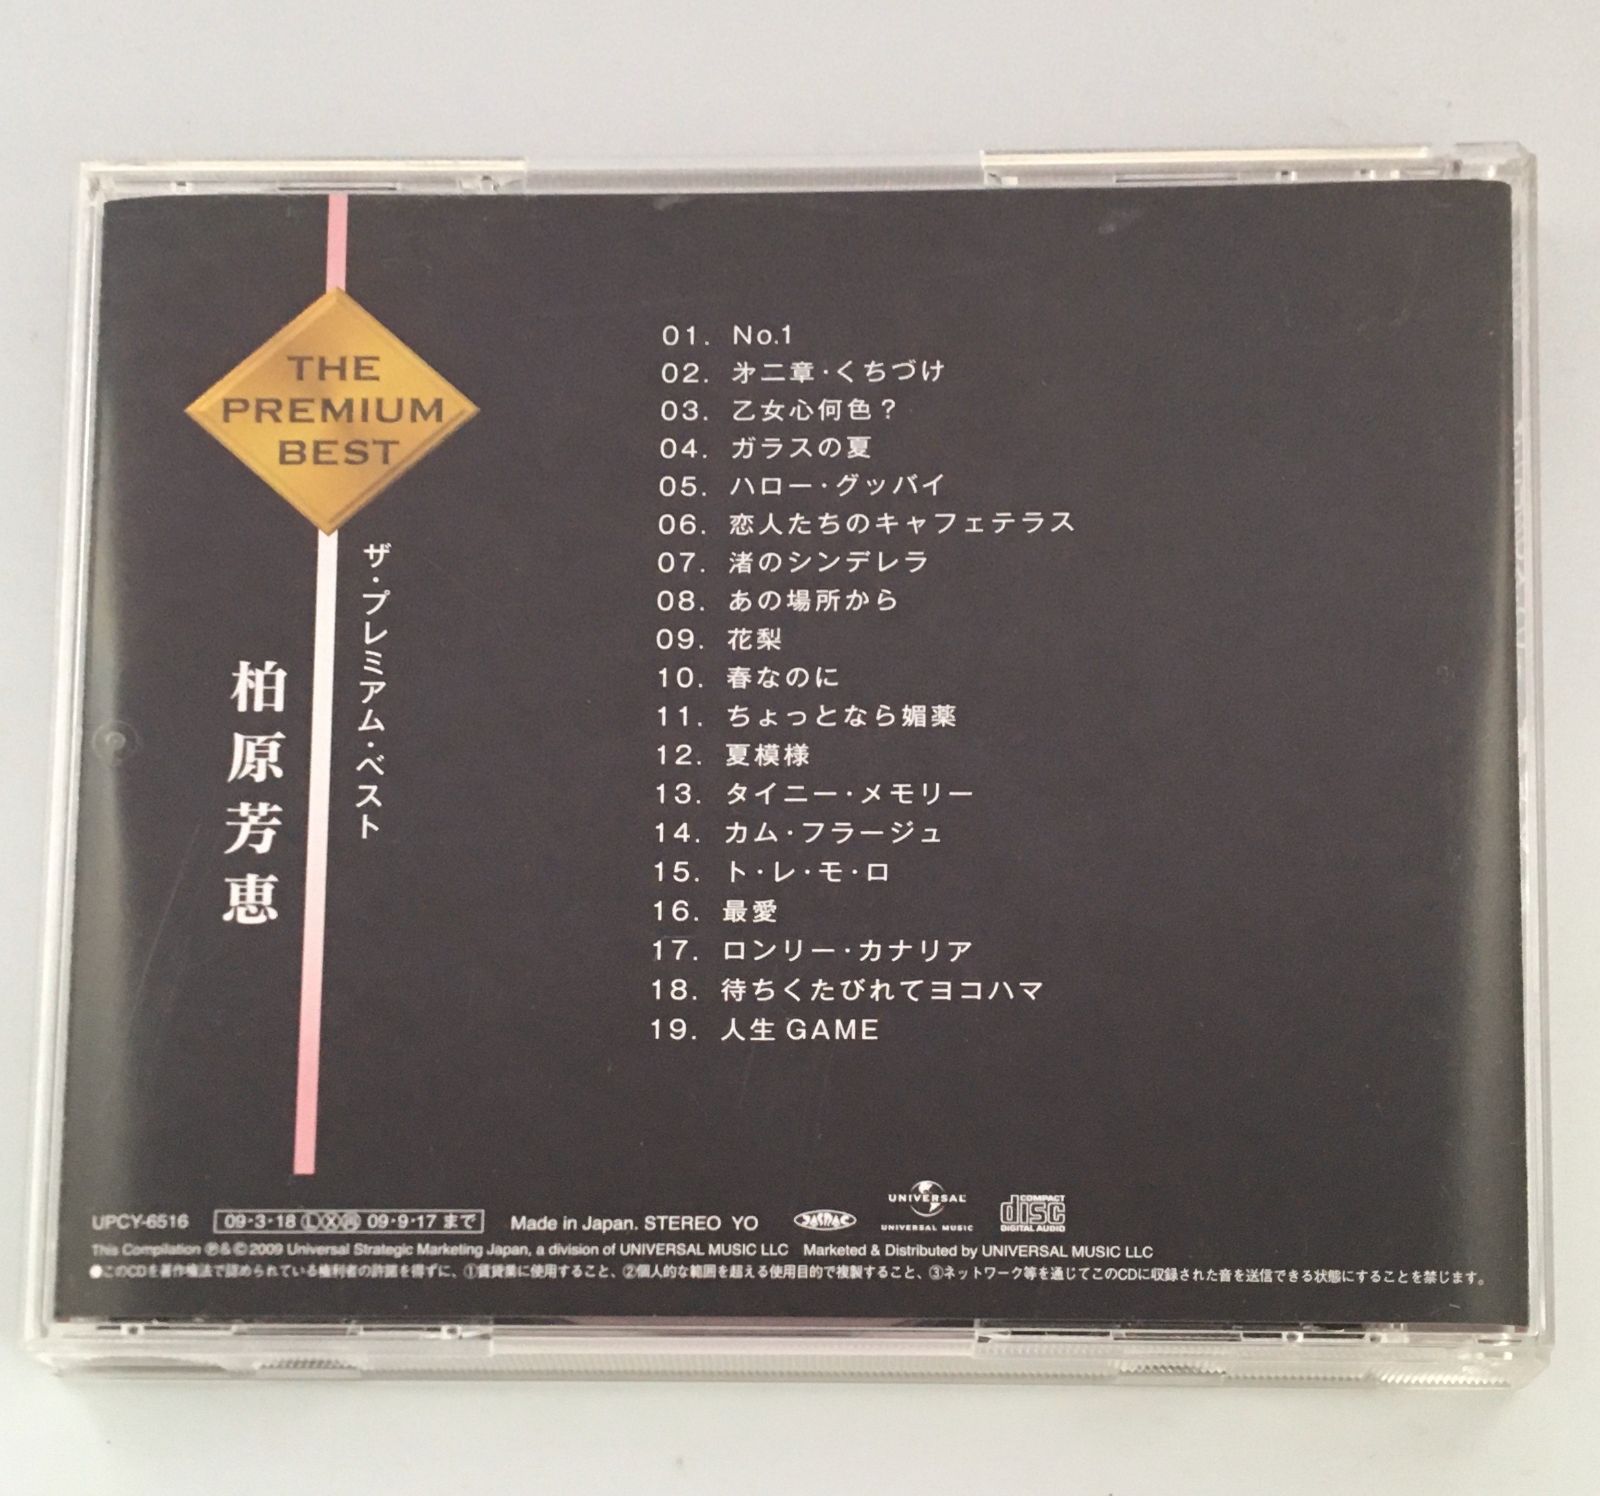 THE
PREMIUM
BEST
ザ・プレミアム・ベスト
柏原芳恵
01. No.1
02. 㐧二章・くちづけ
03. 乙女心何色？
04. ガラスの夏
05. ハロー・グッバイ
06. 恋人たちのキャフェテラス
07. 渚のシンデレラ
08. あの場所から
09. 花梨
10. 春なのに
11. ちょっとなら媚薬
12. 夏模様
13. タイニー・メモリー
14. カム・フラージュ
15. ト・レ・モ・ロ
16. 最愛
17. ロンリー・カナリア
18. 待ちくたびれてヨコハマ
19. 人生 GAME
UPCY-6516 09・3・18 ⓁⓍ㋵ 09・9・17 まで Made in Japan. STEREO YO JASRAC UNIVERSAL UNIVERSAL MUSIC COMPACT disc DIGITAL AUDIO
This Compilation ℗&©2009 Universal Strategic Marketing Japan, a division of UNIVERSAL MUSIC LLC Marketed & Distributed by UNIVERSAL MUSIC LLC
●このCDを著作権法で認められている権利者の許諾を得ずに、①賃貸業に使用すること、②個人的な範囲を超える使用目的で複製すること、③ネットワーク等を通じてこのCDに収録された音を送信できる状態にすることを禁じます。